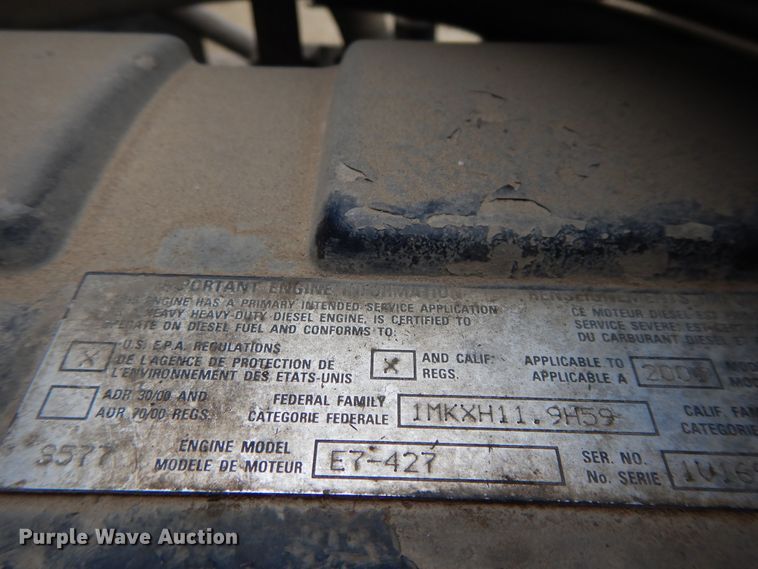 IMPORTANT ENGINE INFORMATION
ENGINE HAS A PRIMARY INTENDED SERVICE APPLICATION
HEAVY HEAVY-DUTY DIESEL ENGINE, IS CERTIFIED TO
OPERATE ON DIESEL FUEL AND CONFORMS TO:
X U.S. E.P.A. REGULATIONS
DE L'AGENCE DE PROTECTION DE
L'ENVIRONNEMENT DES ETATS-UNIS
X AND CALIF.
REGS.
APPLICABLE TO
APPLICABLE A
ADR 30/00 AND
ADR 70/00 REGS.
FEDERAL FAMILY
CATEGORIE FEDERALE
1MKXH11.9H59
CALIF. FAM
CATEGORIE
S577
ENGINE MODEL
MODELE DE MOTEUR
E7-427
SER. NO.
No. SERIE
CE MOTEUR DIESEL
SERVICE SEVERE: EST
DU CARBURANT DIESEL
Purple Wave Auction